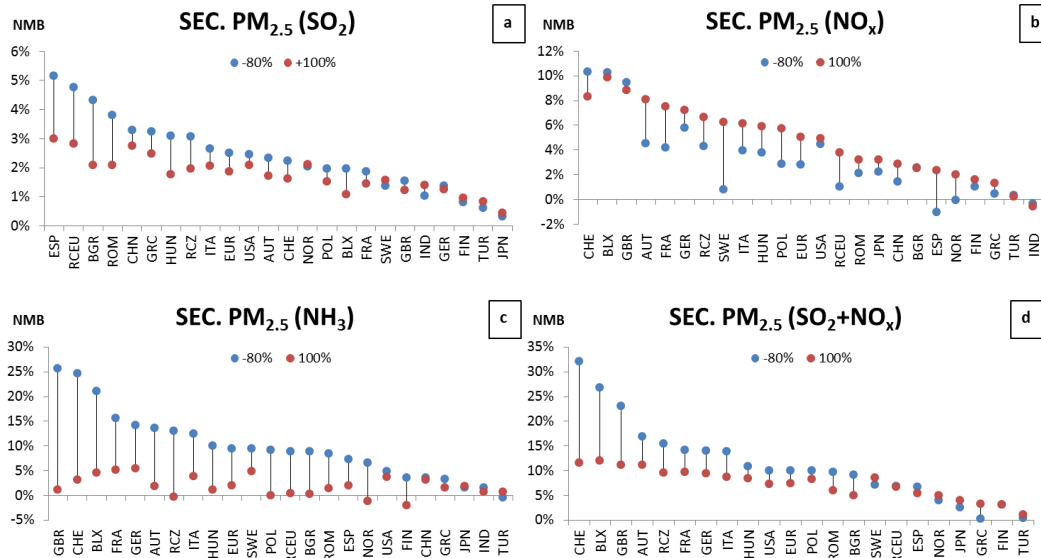 NMB
SEC. PM2.5 (SO2)
a
-80% +100%
6%
5%
4%
3%
2%
1%
0%
ESP RCEU BGR ROM CHN GRC HUN RCZ ITA EUR USA AUT CHE NOR POL BLX FRA SWE GBR IND GER FIN TUR JPN
NMB
SEC. PM2.5 (NOx)
b
-80% 100%
12%
10%
8%
6%
4%
2%
0%
-2%
CHE BLX GBR AUT FRA GER RCZ SWE ITA HUN POL EUR USA RCEU ROM JPN CHN BGR ESP NOR FIN GRC TUR IND
NMB
SEC. PM2.5 (NH3)
c
-80% 100%
30%
25%
20%
15%
10%
5%
0%
-5%
GBR CHE BLX FRA GER AUT RCZ ITA HUN EUR SWE POL RCEU BGR ROM ESP NOR USA FIN CHN GRC JPN IND TUR
NMB
SEC. PM2.5 (SO2+NOx)
d
-80% 100%
35%
30%
25%
20%
15%
10%
5%
0%
CHE BLX GBR AUT RCZ FRA GER ITA HUN USA EUR POL ROM BGR SWE RCEU ESP NOR JPN GRC FIN TUR